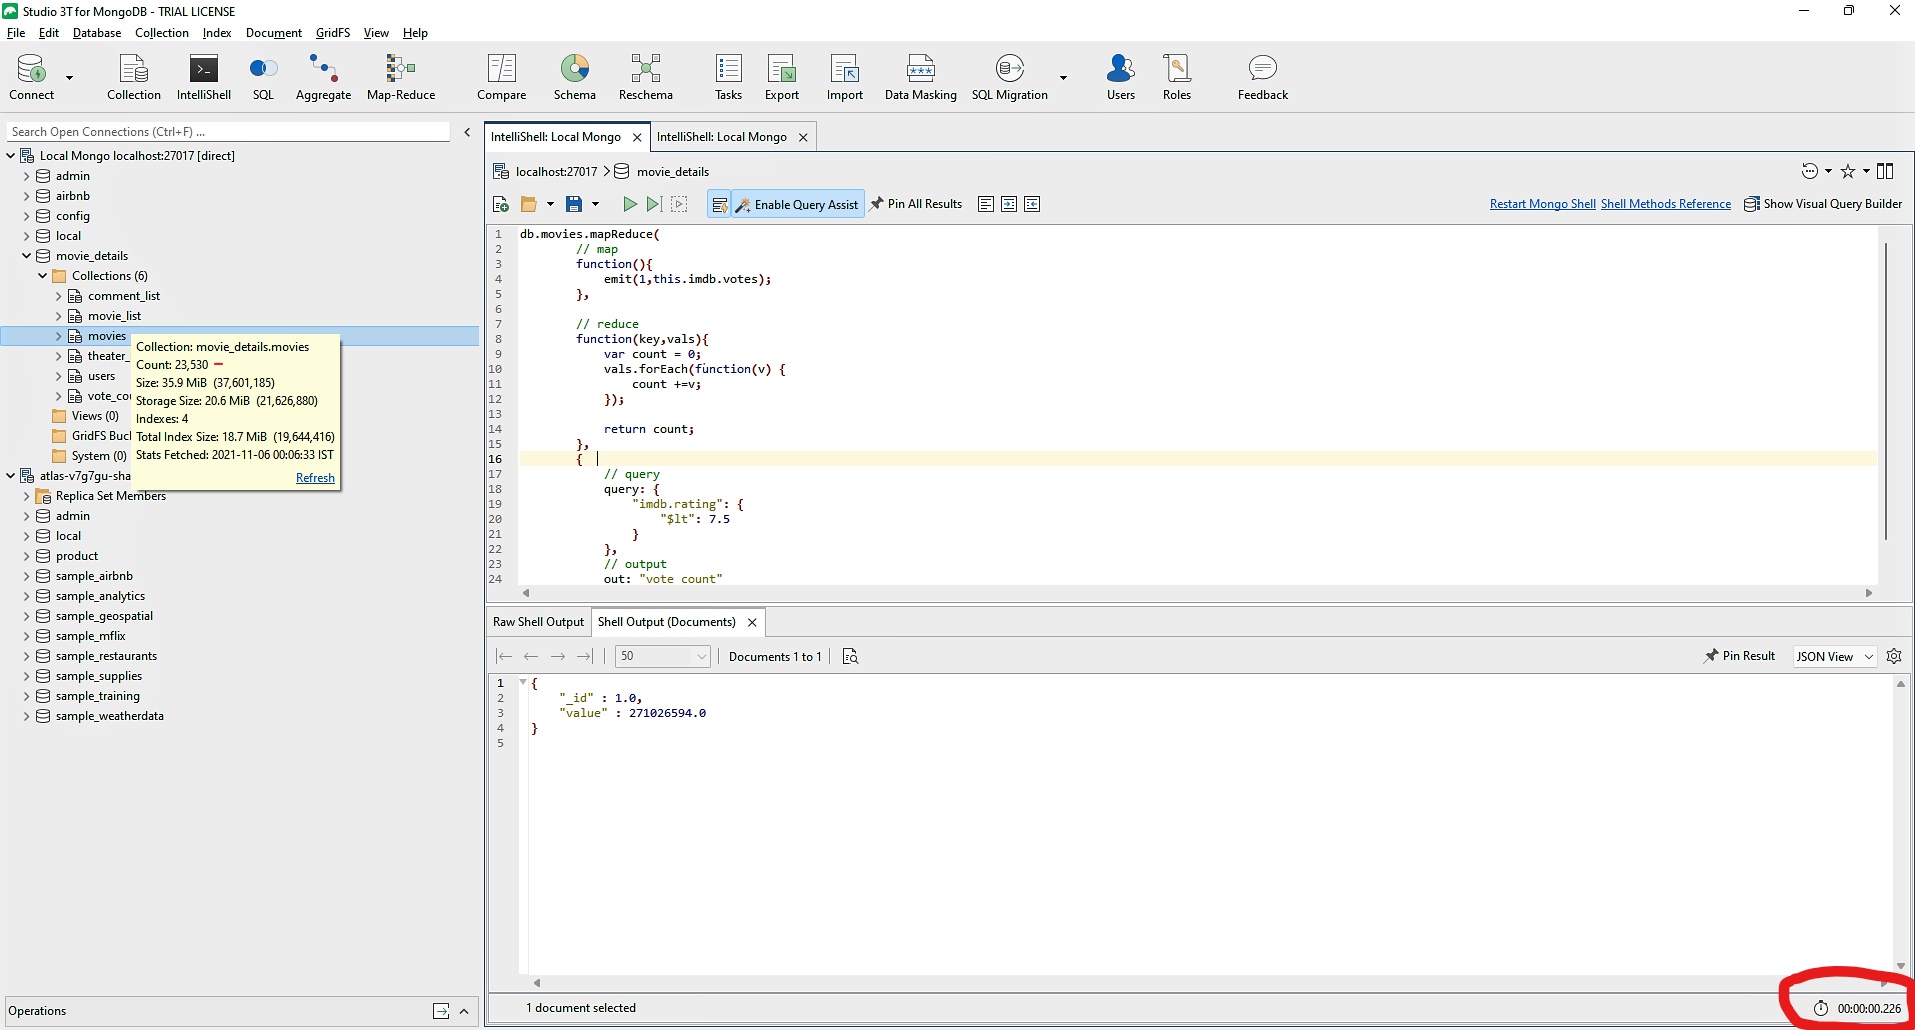 Studio 3T for MongoDB - TRIAL LICENSE
File Edit Database Collection Index Document GridFS View Help
Connect Collection IntelliShell SQL Aggregate Map-Reduce Compare Schema Reschema Tasks Export Import Data Masking SQL Migration Users Roles Feedback
Search Open Connections (Ctrl+F) ...
Local Mongo localhost:27017 [direct]
admin
airbnb
config
local
movie_details
Collections (6)
comment_list
movie_list
movies
theater_
users
vote_cou
Views (0)
GridFS Buc
System (0)
atlas-v7g7gu-sha
Replica Set Members
admin
local
product
sample_airbnb
sample_analytics
sample_geospatial
sample_mflix
sample_restaurants
sample_supplies
sample_training
sample_weatherdata
Collection: movie_details.movies
Count: 23,530
Size: 35.9 MiB (37,601,185)
Storage Size: 20.6 MiB (21,626,880)
Indexes: 4
Total Index Size: 18.7 MiB (19,644,416)
Stats Fetched: 2021-11-06 00:06:33 IST
Refresh
Operations
IntelliShell: Local Mongo IntelliShell: Local Mongo
localhost:27017 movie_details
Enable Query Assist Pin All Results Restart Mongo Shell Shell Methods Reference Show Visual Query Builder
1 db.movies.mapReduce(
2 // map
3 function(){
4 emit(1,this.imdb.votes);
5 },
6
7 // reduce
8 function(key,vals){
9 var count = 0;
10 vals.forEach(function(v) {
11 count +=v;
12 });
13
14 return count;
15 },
16 {
17 // query
18 query: {
19 "imdb.rating": {
20 "$lt": 7.5
21 }
22 },
23 // output
24 out: "vote count"
Raw Shell Output Shell Output (Documents)
50 Documents 1 to 1 Pin Result JSON View
1 {
2 "_id" : 1.0,
3 "value" : 271026594.0
4 }
5
1 document selected 00:00:00.226